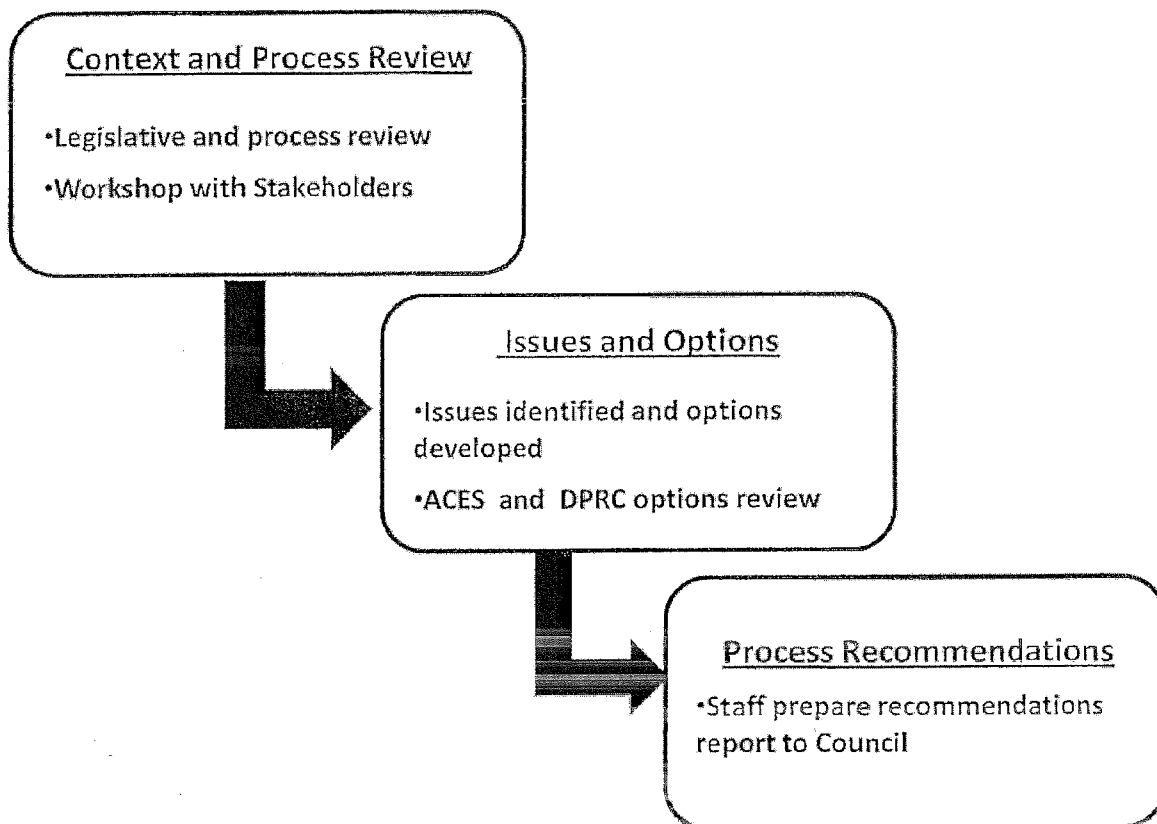 Context and Process Review
•Legislative and process review
•Workshop with Stakeholders
Issues and Options
•Issues identified and options
developed
•ACES and DPRC options review
Process Recommendations
•Staff prepare recommendations
report to Council